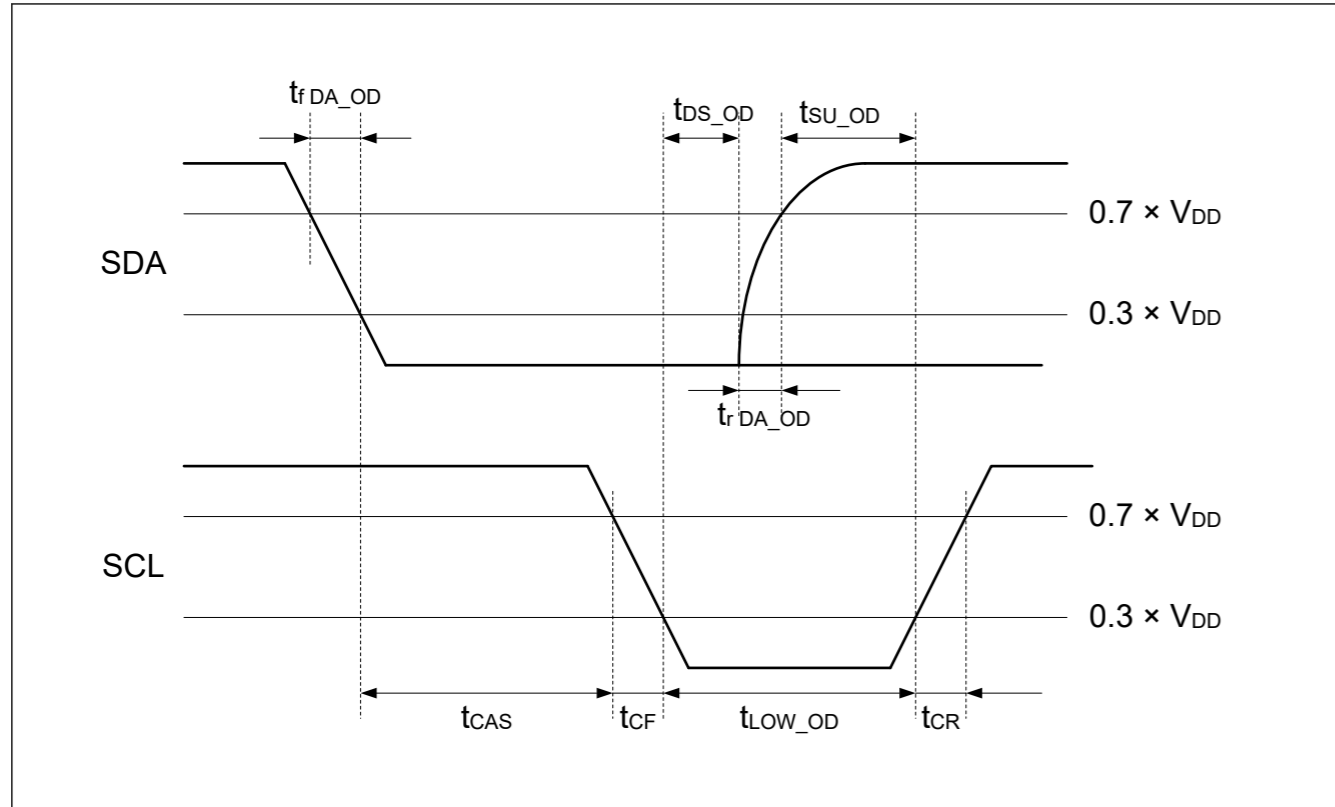 tf DA_OD
tDS_OD
tSU_OD
0.7 × VDD
SDA
0.3 × VDD
tr DA_OD
0.7 × VDD
SCL
0.3 × VDD
tCAS
tCF
tLOW_OD
tCR